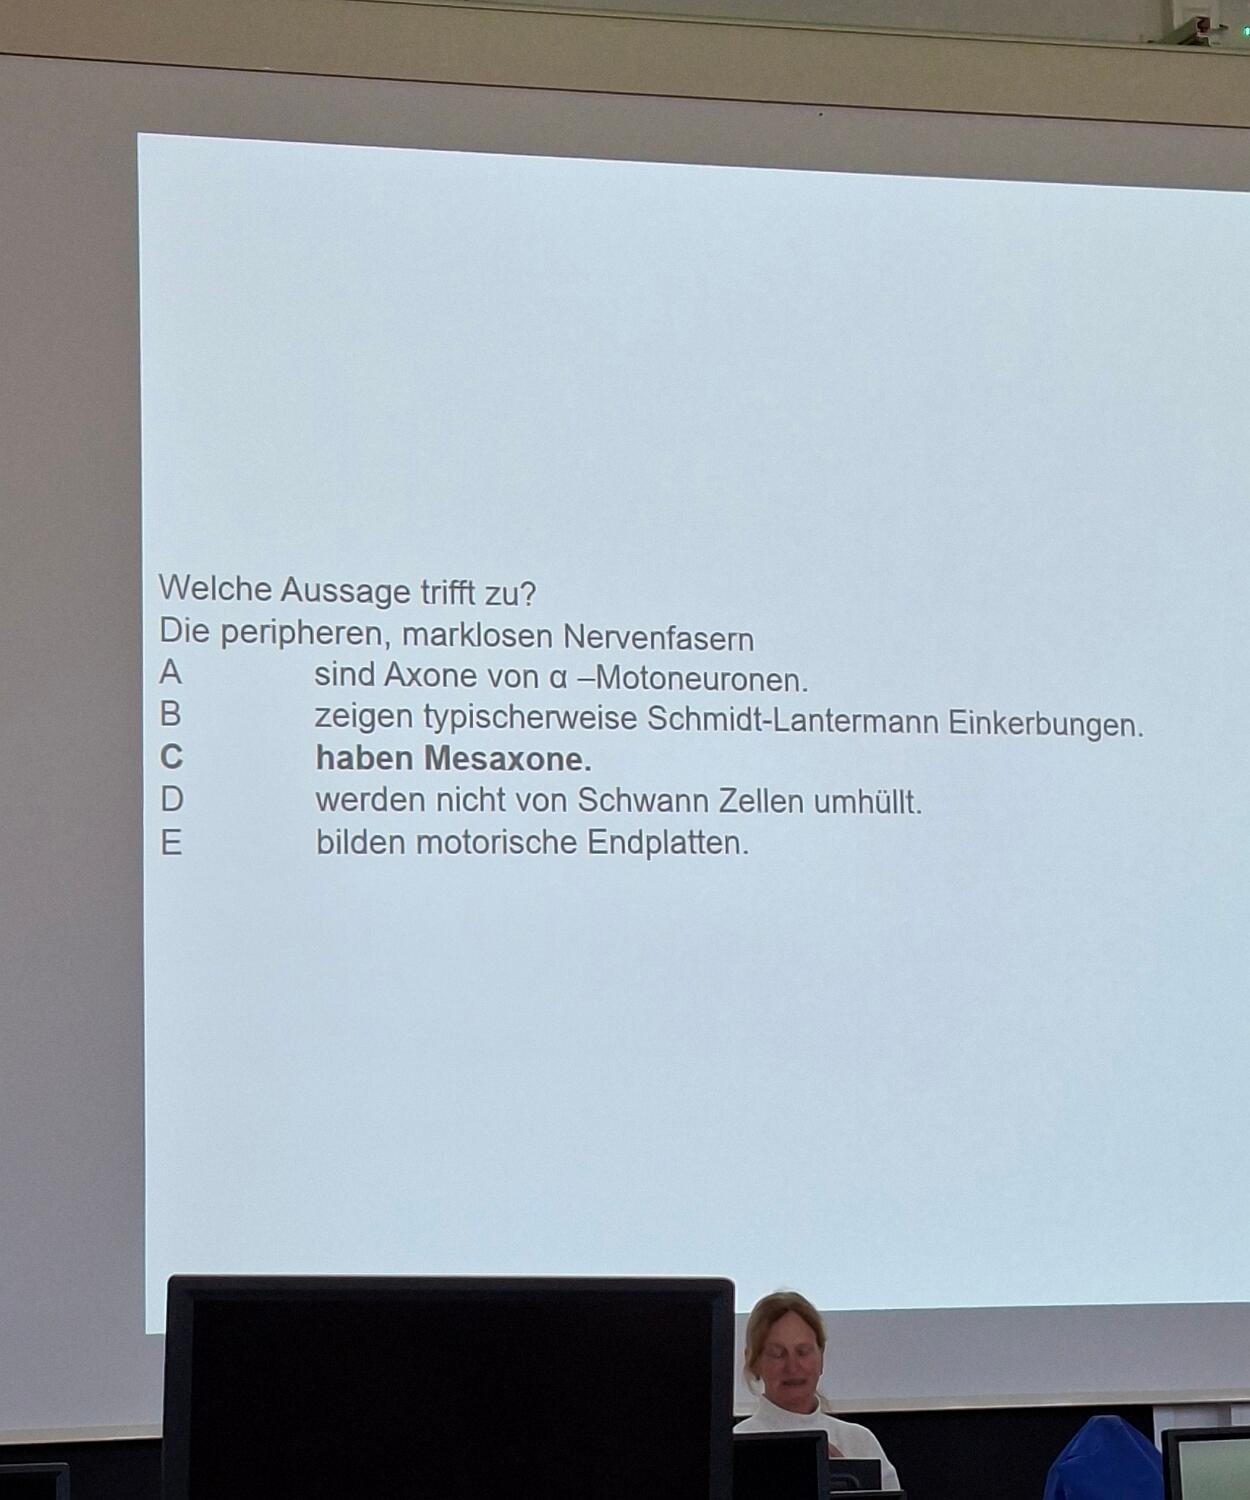 Welche Aussage trifft zu?
Die peripheren, marklosen Nervenfasern
A sind Axone von α –Motoneuronen.
B zeigen typischerweise Schmidt-Lantermann Einkerbungen.
C haben Mesaxone.
D werden nicht von Schwann Zellen umhüllt.
E bilden motorische Endplatten.